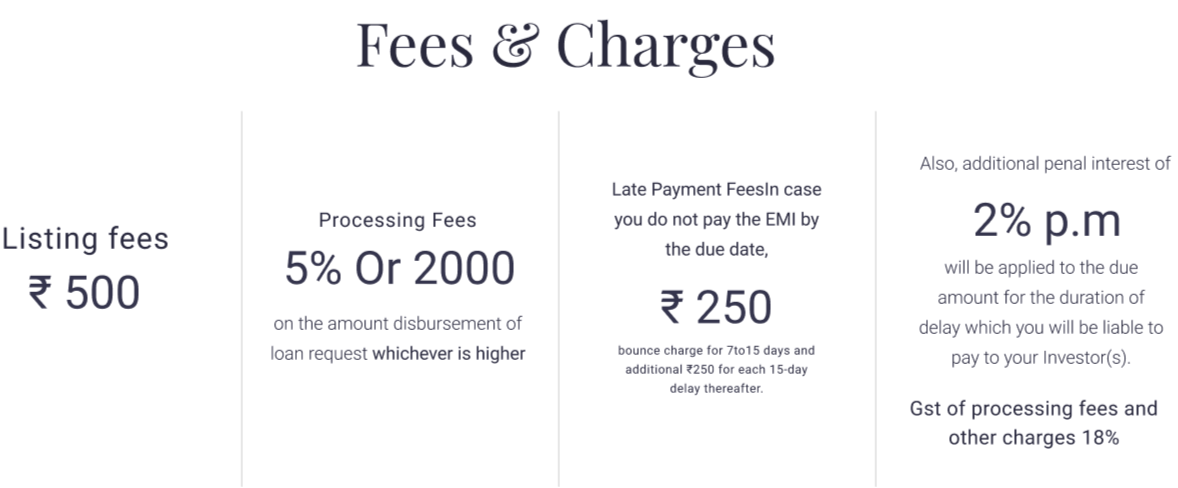 Fees & Charges
Listing fees
₹ 500
Processing Fees
5% Or 2000
on the amount disbursement of
loan request whichever is higher
Late Payment FeesIn case
you do not pay the EMI by
the due date,
₹ 250
bounce charge for 7to15 days and
additional ₹250 for each 15-day
delay thereafter.
Also, additional penal interest of
2% p.m
will be applied to the due
amount for the duration of
delay which you will be liable to
pay to your Investor(s).
Gst of processing fees and
other charges 18%